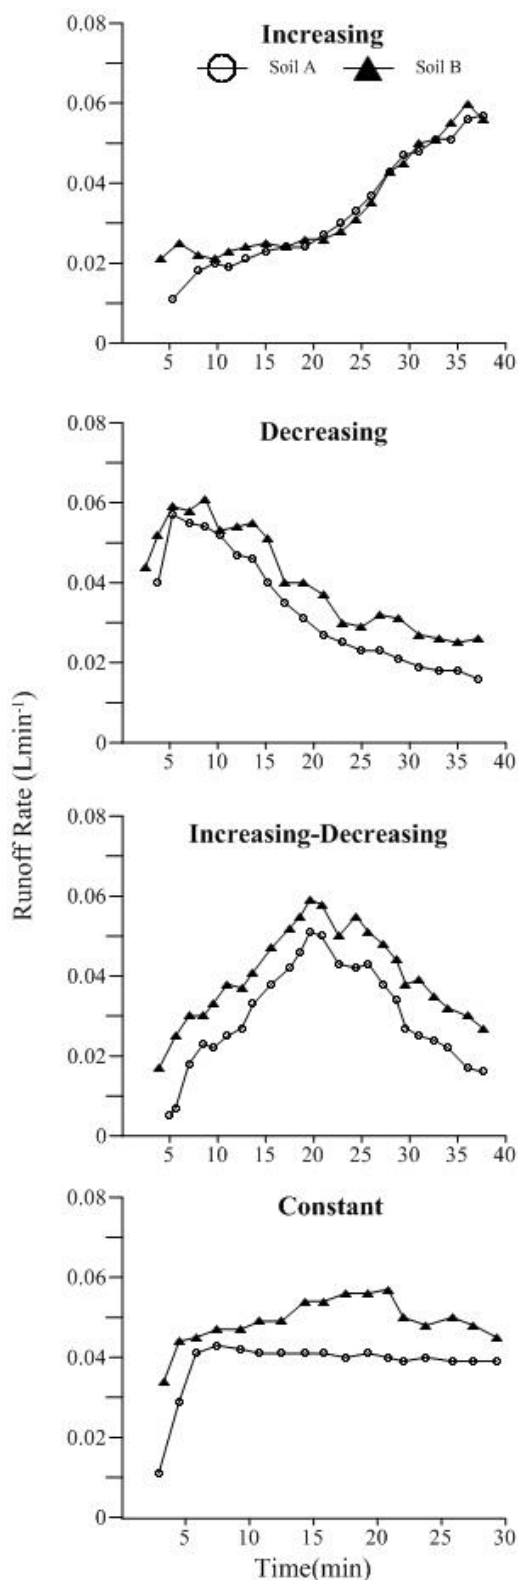 Increasing
Soil A Soil B
0.08
0.06
0.04
0.02
0
5 10 15 20 25 30 35 40
Decreasing
0.08
0.06
0.04
0.02
0
5 10 15 20 25 30 35 40
Increasing-Decreasing
0.08
0.06
0.04
0.02
0
5 10 15 20 25 30 35 40
Constant
0.08
0.06
0.04
0.02
0
5 10 15 20 25 30
Time(min)
Runoff Rate (Lmin⁻¹)